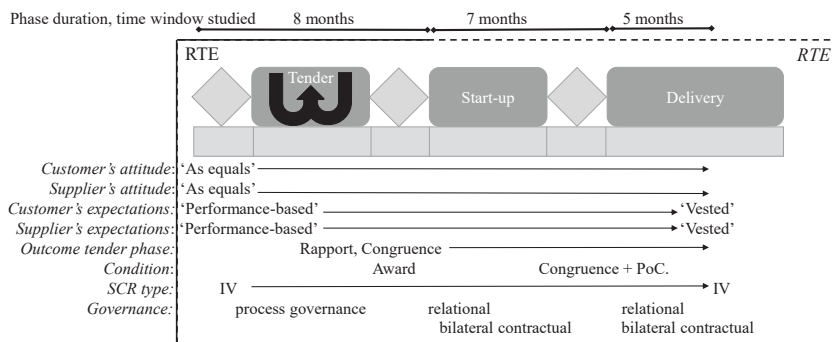 Phase duration, time window studied 8 months 7 months 5 months
RTE RTE
Tender Start-up Delivery
Customer's attitude: 'As equals'
Supplier's attitude: 'As equals'
Customer's expectations: 'Performance-based' 'Vested'
Supplier's expectations: 'Performance-based' 'Vested'
Outcome tender phase: Rapport, Congruence
Condition: Award Congruence + PoC.
SCR type: IV IV
Governance: process governance relational relational
bilateral contractual bilateral contractual